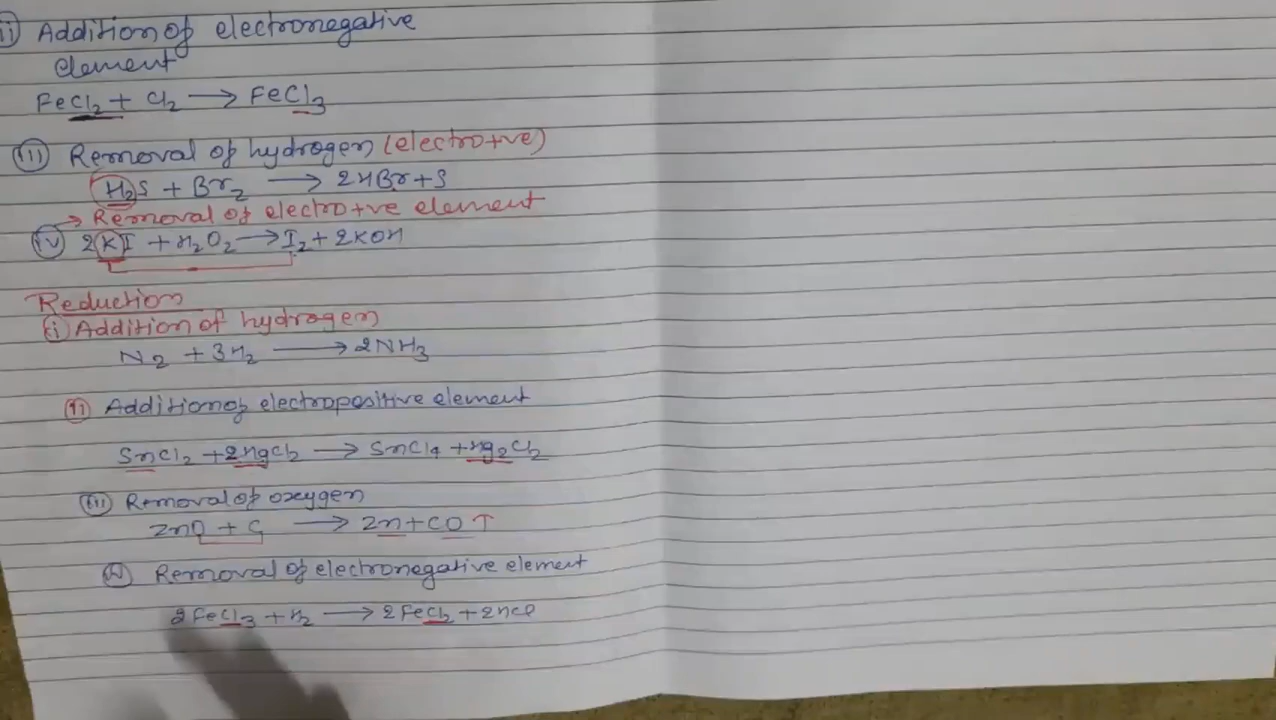 ii) Addition of electronegative
element
FeCl2 + Cl2 → FeCl3
(iii) Removal of hydrogen (electro+ve)
H2S + Br2 → 2HBr+S
→ Removal of electro+ve element
(iv) 2KI + H2O2 → I2 + 2KOH
Reduction
(i) Addition of hydrogen
N2 + 3H2 → 2NH3
(ii) Addition of electropositive element
SnCl2 + 2HgCl2 → SnCl4 + Hg2Cl2
(iii) Removal of oxygen
ZnO + C → Zn + CO ↑
(iv) Removal of electronegative element
2FeCl3 + H2 → 2FeCl2 + 2HCl